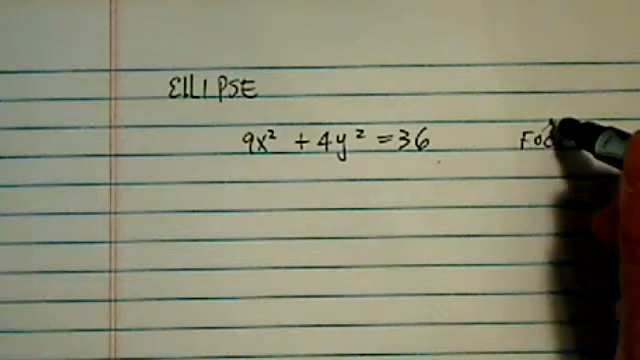 ELLIPSE
9x² + 4y² = 36